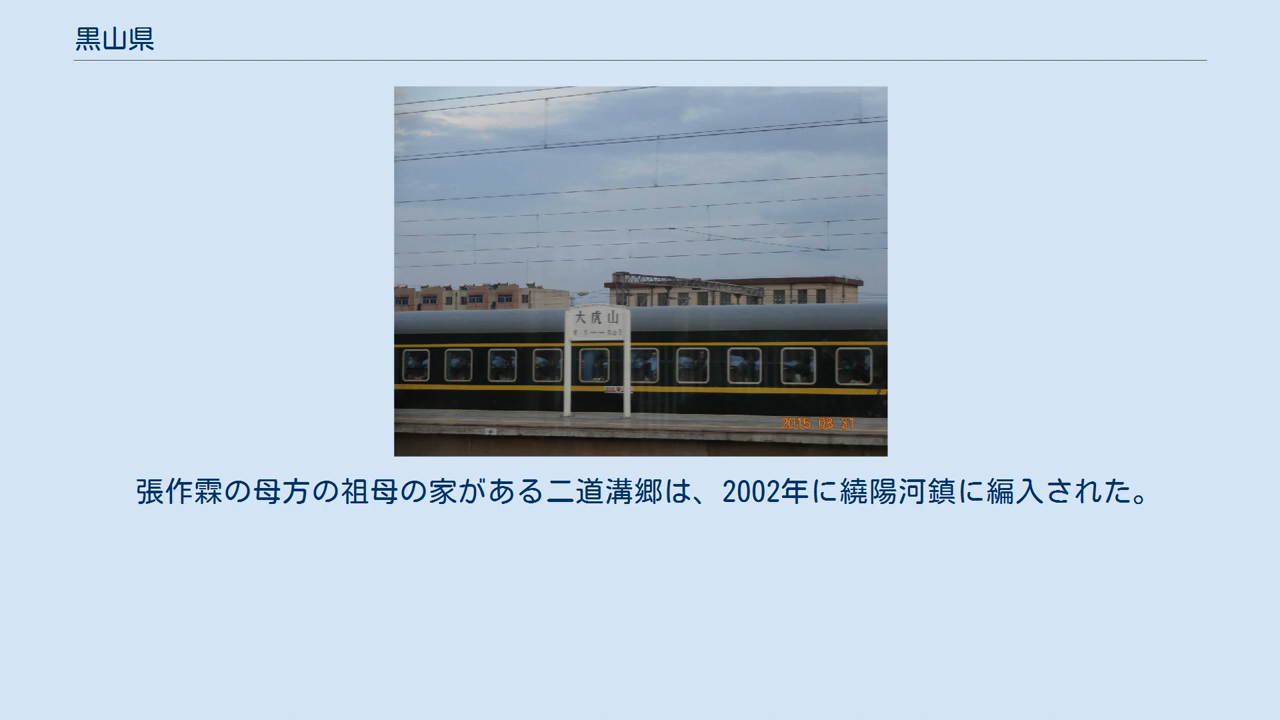 黒山県
大虎山
2015 08 21
張作霖の母方の祖母の家がある二道溝郷は、2002年に繞陽河鎮に編入された。